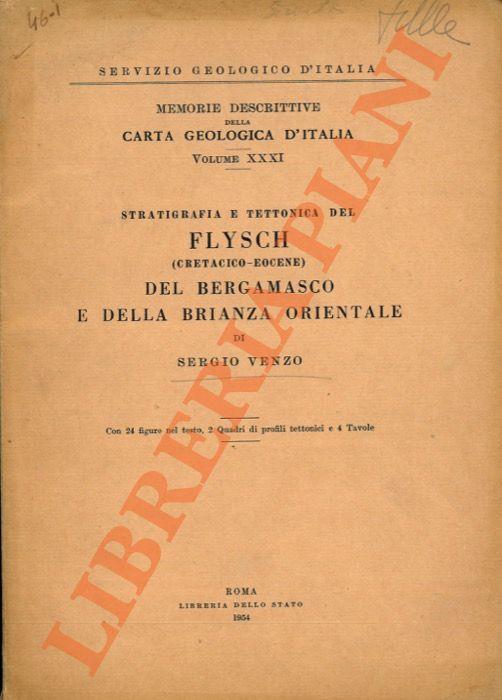 46-1
SERVIZIO GEOLOGICO D'ITALIA
MEMORIE DESCRITTIVE
DELLA
CARTA GEOLOGICA D'ITALIA
VOLUME XXXI
STRATIGRAFIA E TETTONICA DEL
FLYSCH
(CRETACICO-EOCENE)
DEL BERGAMASCO
E DELLA BRIANZA ORIENTALE
DI
SERGIO VENZO
Con 24 figure nel testo, 2 Quadri di profili tettonici e 4 Tavole
ROMA
LIBRERIA DELLO STATO
1954
LIBRERIA PIANI